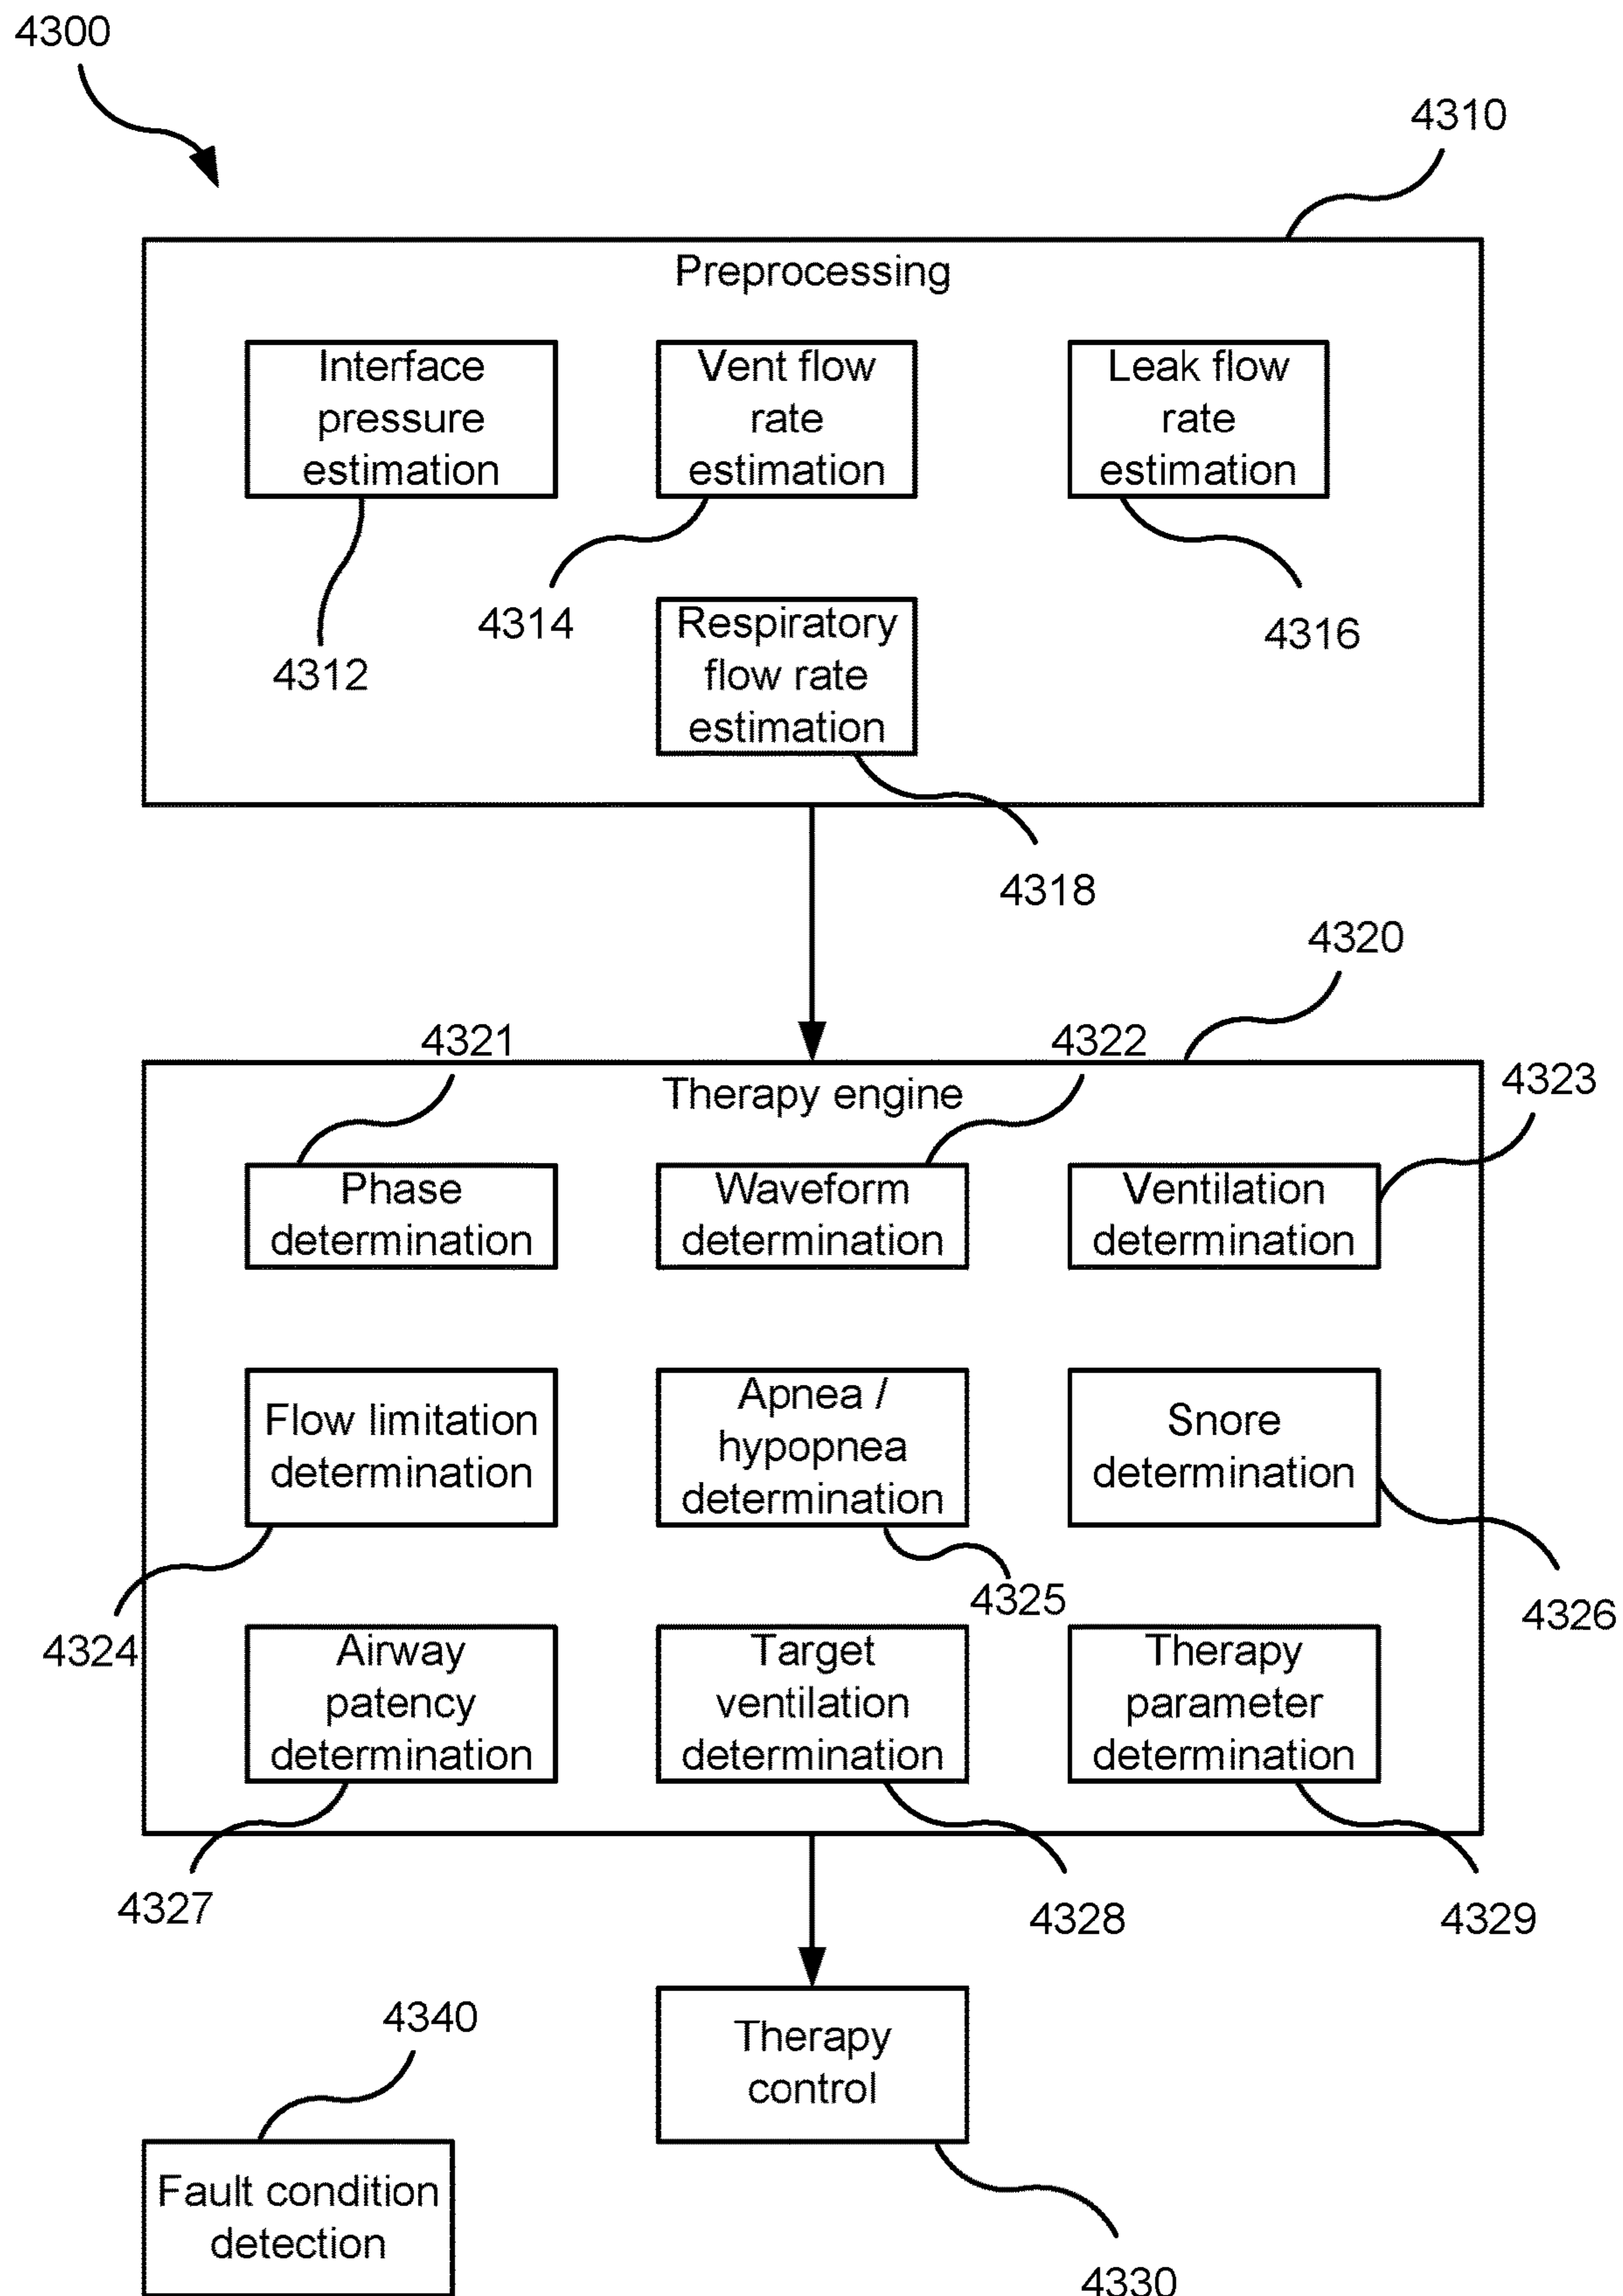 4300
4310
Preprocessing
Interface
pressure
estimation
Vent flow
rate
estimation
Leak flow
rate
estimation
4312
4314
4316
Respiratory
flow rate
estimation
4318
4320
4321
4322
4323
Therapy engine
Phase
determination
Waveform
determination
Ventilation
determination
Flow limitation
determination
Apnea /
hypopnea
determination
Snore
determination
4324
4325
4326
Airway
patency
determination
Target
ventilation
determination
Therapy
parameter
determination
4327
4328
4329
4340
Therapy
control
Fault condition
detection
4330